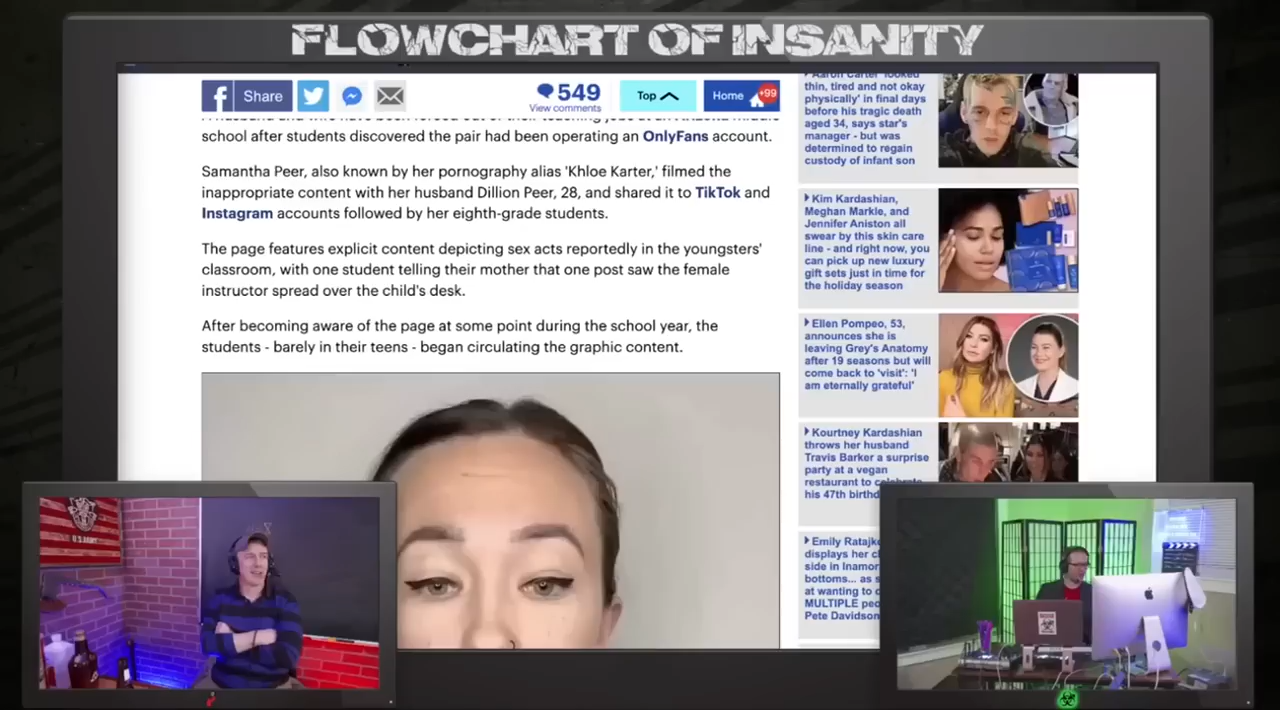 FLOWCHART OF INSANITY
Share
549
View comments
Top
Home
+99
school after students discovered the pair had been operating an OnlyFans account.
Samantha Peer, also known by her pornography alias 'Khloe Karter,' filmed the
inappropriate content with her husband Dillion Peer, 28, and shared it to TikTok and
Instagram accounts followed by her eighth-grade students.
The page features explicit content depicting sex acts reportedly in the youngsters'
classroom, with one student telling their mother that one post saw the female
instructor spread over the child's desk.
After becoming aware of the page at some point during the school year, the
students - barely in their teens - began circulating the graphic content.
Aaron Carter 'looked
thin, tired and not okay
physically' in final days
before his tragic death
aged 34, says star's
manager - but was
determined to regain
custody of infant son
Kim Kardashian,
Meghan Markle, and
Jennifer Aniston all
swear by this skin care
line - and right now, you
can pick up new luxury
gift sets just in time for
the holiday season
Ellen Pompeo, 53,
announces she is
leaving Grey's Anatomy
after 19 seasons but will
come back to 'visit': 'I
am eternally grateful'
Kourtney Kardashian
throws her husband
Travis Barker a surprise
party at a vegan
restaurant to celebrate
his 47th birthd
Emily Ratajk
displays her c
side in Inamor
bottoms... as s
at wanting to d
MULTIPLE peo
Pete Davidson
U.S. ARMY